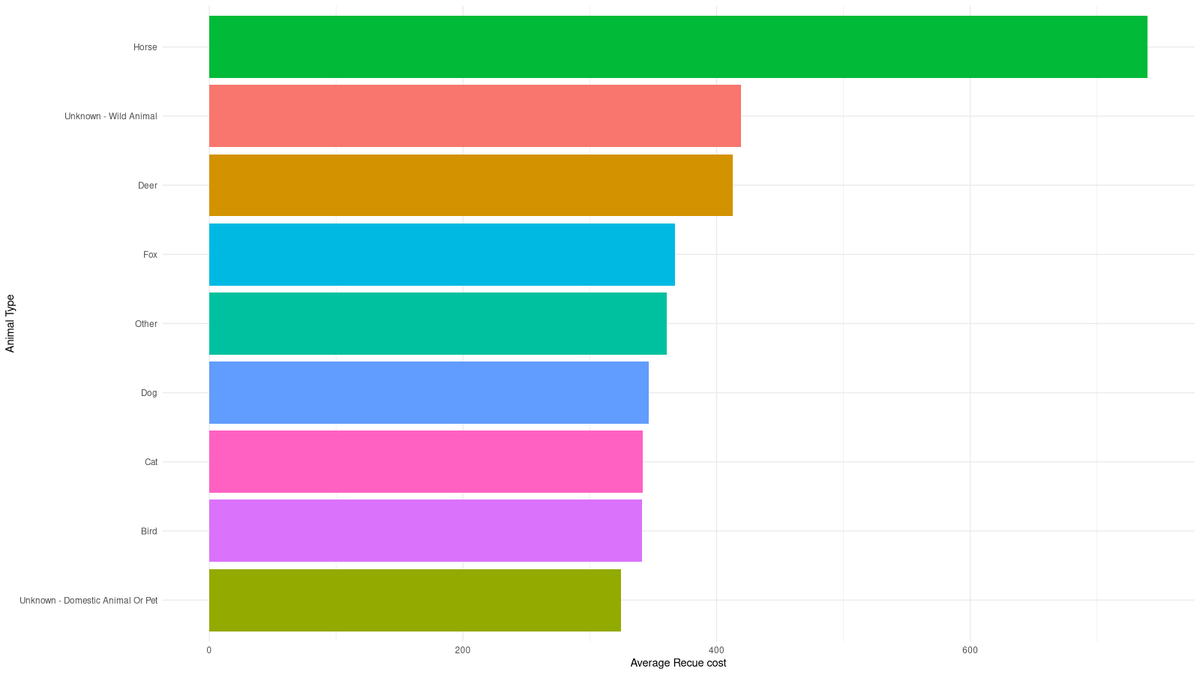 Horse
Unknown - Wild Animal
Deer
Fox
Other
Dog
Cat
Bird
Unknown - Domestic Animal Or Pet
Animal Type
0 200 400 600
Average Recue cost